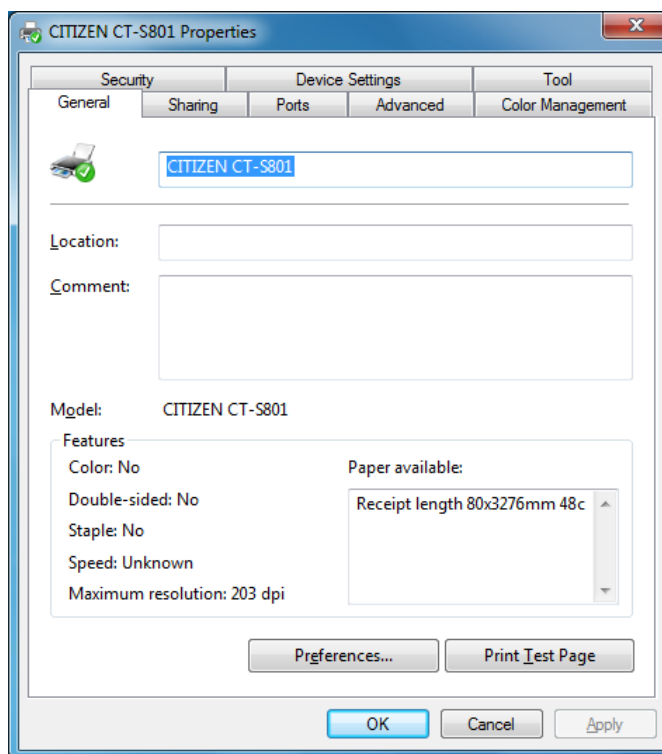 CITIZEN CT-S801 Properties
Security Device Settings Tool
General Sharing Ports Advanced Color Management
CITIZEN CT-S801
Location:
Comment:
Model: CITIZEN CT-S801
Features
Color: No Paper available:
Double-sided: No Receipt length 80x3276mm 48c
Staple: No
Speed: Unknown
Maximum resolution: 203 dpi
Preferences... Print Test Page
OK Cancel Apply